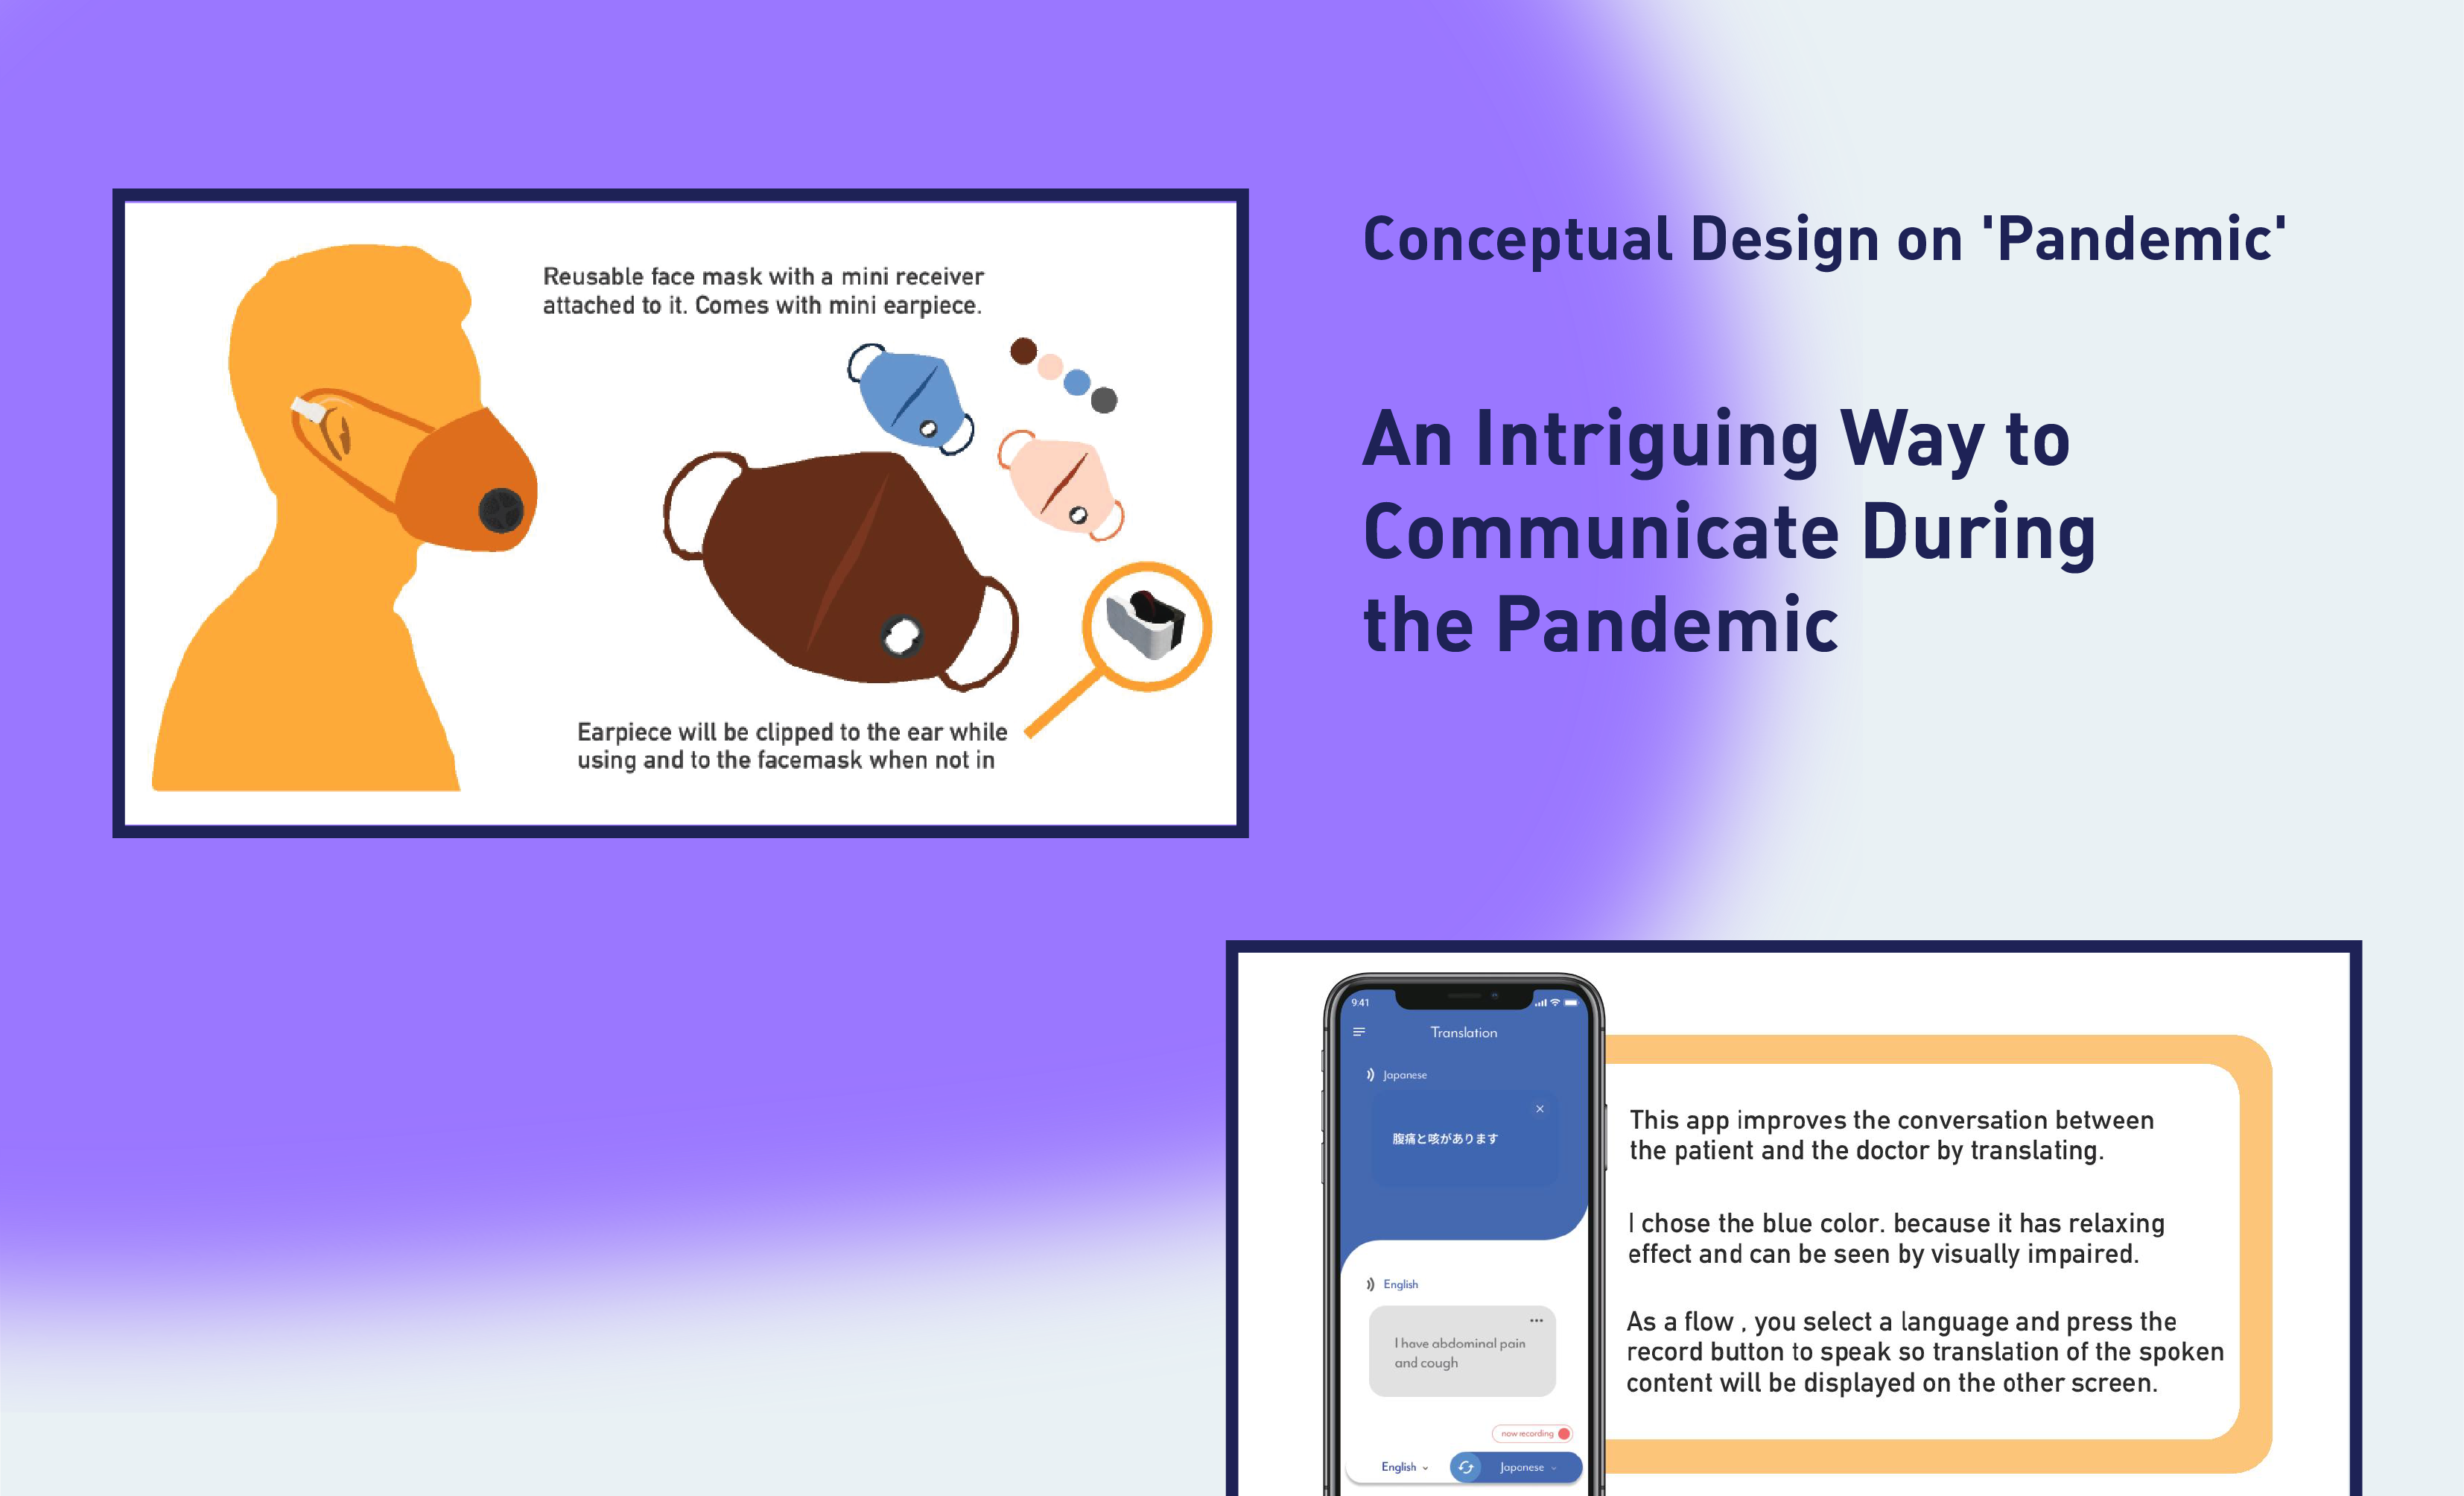 Conceptual Design on 'Pandemic'
An Intriguing Way to
Communicate During
the Pandemic
Reusable face mask with a mini receiver
attached to it. Comes with mini earpiece.
Earpiece will be clipped to the ear while
using and to the facemask when not in
9:41
Translation
Japanese
腹痛と咳があります
English
I have abdominal pain
and cough
now recording
English
Japonese
This app improves the conversation between
the patient and the doctor by translating.
I chose the blue color. because it has relaxing
effect and can be seen by visually impaired.
As a flow , you select a language and press the
record button to speak so translation of the spoken
content will be displayed on the other screen.